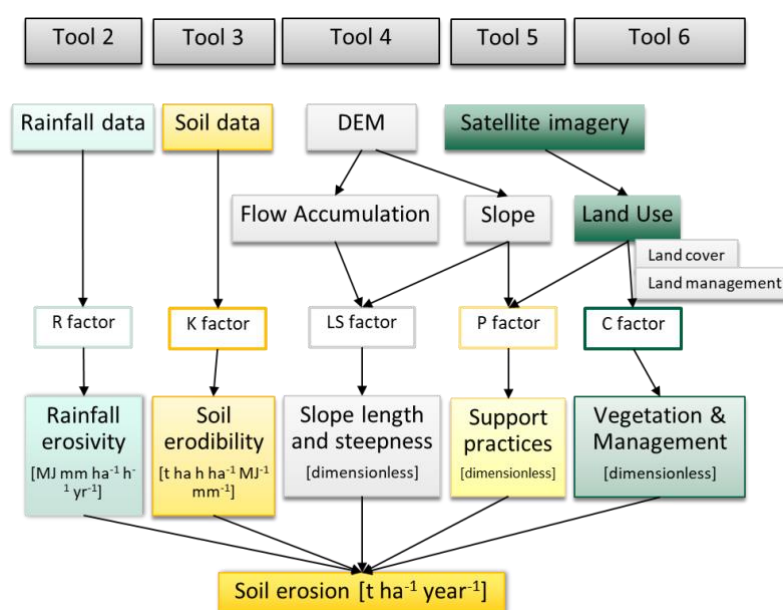 Tool 2
Tool 3
Tool 4
Tool 5
Tool 6
Rainfall data
Soil data
DEM
Satellite imagery
Flow Accumulation
Slope
Land Use
Land cover
Land management
R factor
K factor
LS factor
P factor
C factor
Rainfall
erosivity
[MJ mm ha⁻¹ h⁻
¹ yr⁻¹]
Soil
erodibility
[t ha h ha⁻¹ MJ⁻¹
mm⁻¹]
Slope length
and steepness
[dimensionless]
Support
practices
[dimensionless]
Vegetation &
Management
[dimensionless]
Soil erosion [t ha⁻¹ year⁻¹]